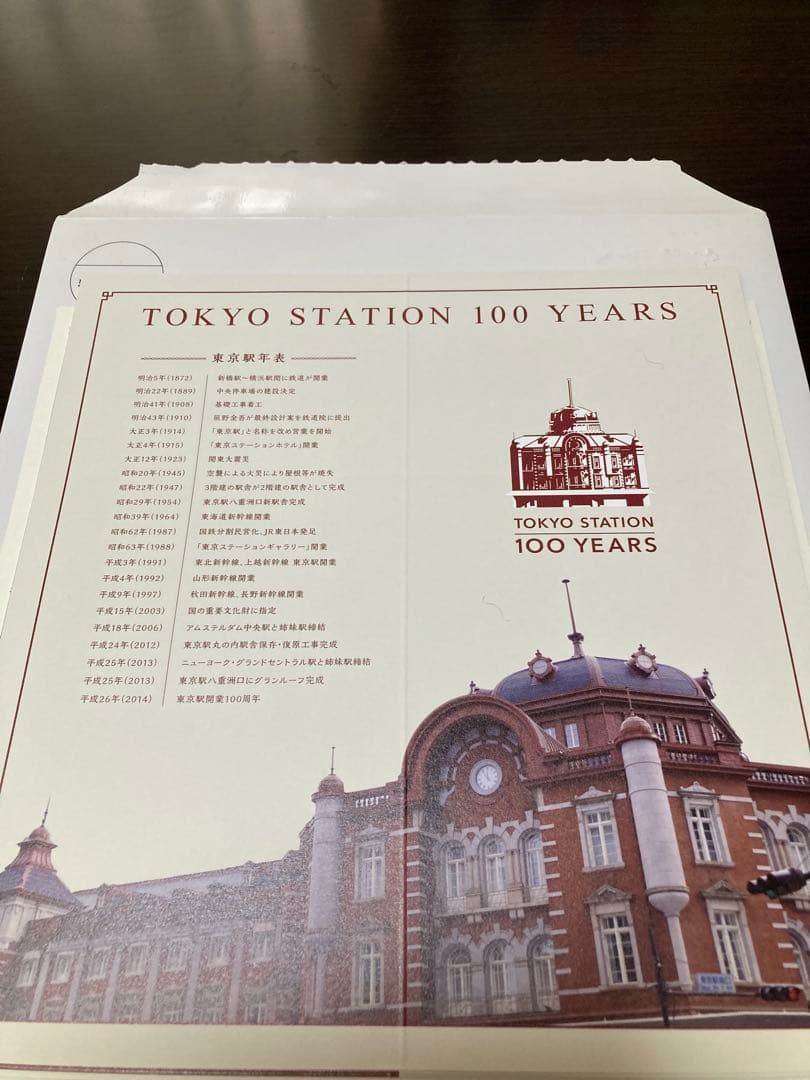 TOKYO STATION 100 YEARS
東京駅年表
明治5年(1872) 新橋駅〜横浜駅間に鉄道が開業
明治22年(1889) 中央停車場の建設決定
明治41年(1908) 基礎工事着工
明治43年(1910) 辰野金吾が最終設計案を鉄道院に提出
大正3年(1914) 「東京駅」と名称を改め営業を開始
大正4年(1915) 「東京ステーションホテル」開業
大正12年(1923) 関東大震災
昭和20年(1945) 空襲による火災により屋根等が焼失
昭和22年(1947) 3階建の駅舎が2階建の駅舎として完成
昭和29年(1954) 東京駅八重洲口新駅舎完成
昭和39年(1964) 東海道新幹線開業
昭和62年(1987) 国鉄分割民営化、JR東日本発足
昭和63年(1988) 「東京ステーションギャラリー」開業
平成3年(1991) 東北新幹線、上越新幹線 東京駅開業
平成4年(1992) 山形新幹線開業
平成9年(1997) 秋田新幹線、長野新幹線開業
平成15年(2003) 国の重要文化財に指定
平成18年(2006) アムステルダム中央駅と姉妹駅締結
平成24年(2012) 東京駅丸の内駅舎保存・復原工事完成
平成25年(2013) ニューヨーク・グランドセントラル駅と姉妹駅締結
平成25年(2013) 東京駅八重洲口にグランルーフ完成
平成26年(2014) 東京駅開業100周年
TOKYO STATION
100 YEARS